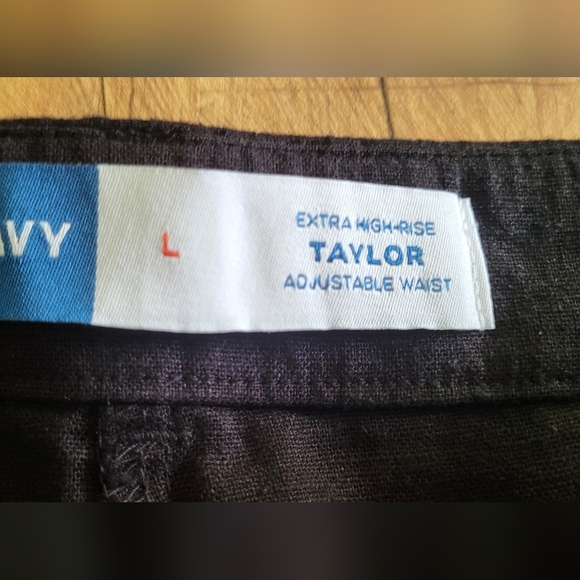 AVY
L
EXTRA HIGH-RISE
TAYLOR
ADJUSTABLE WAIST